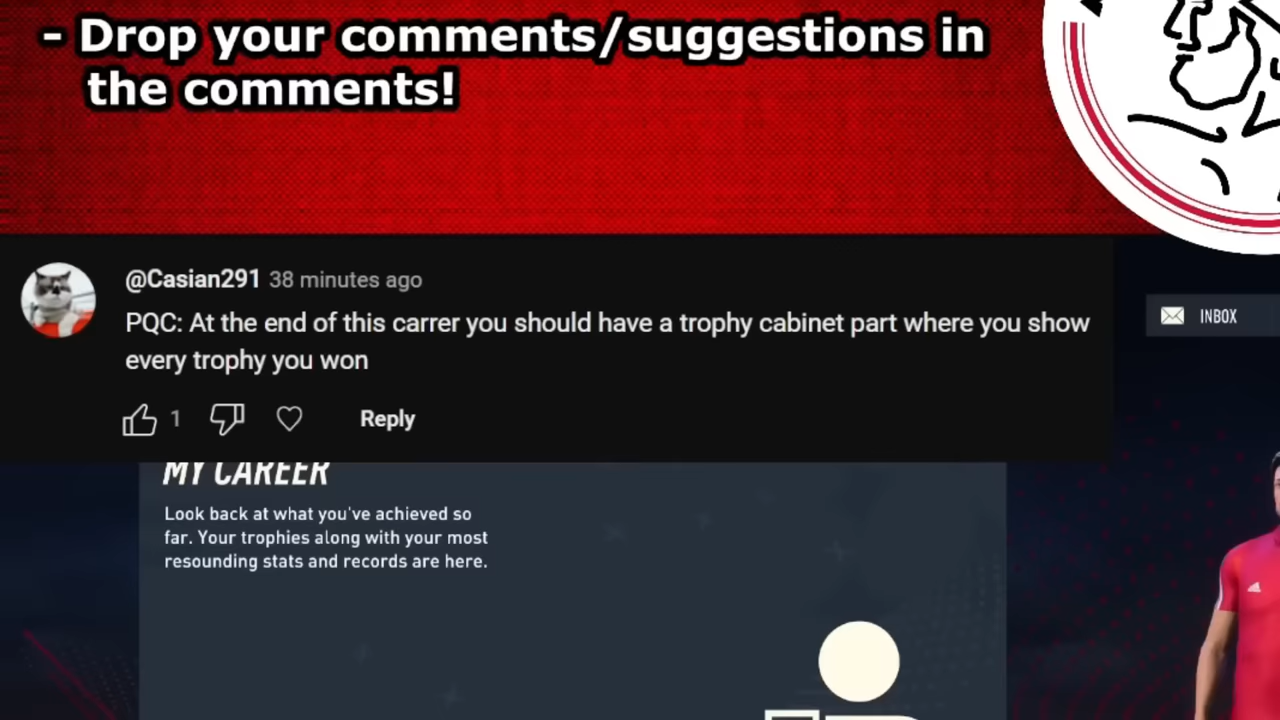 - Drop your comments/suggestions in
the comments!
@Casian291 38 minutes ago
PQC: At the end of this carrer you should have a trophy cabinet part where you show
every trophy you won
1 Reply
INBOX
MY CAREER
Look back at what you've achieved so
far. Your trophies along with your most
resounding stats and records are here.